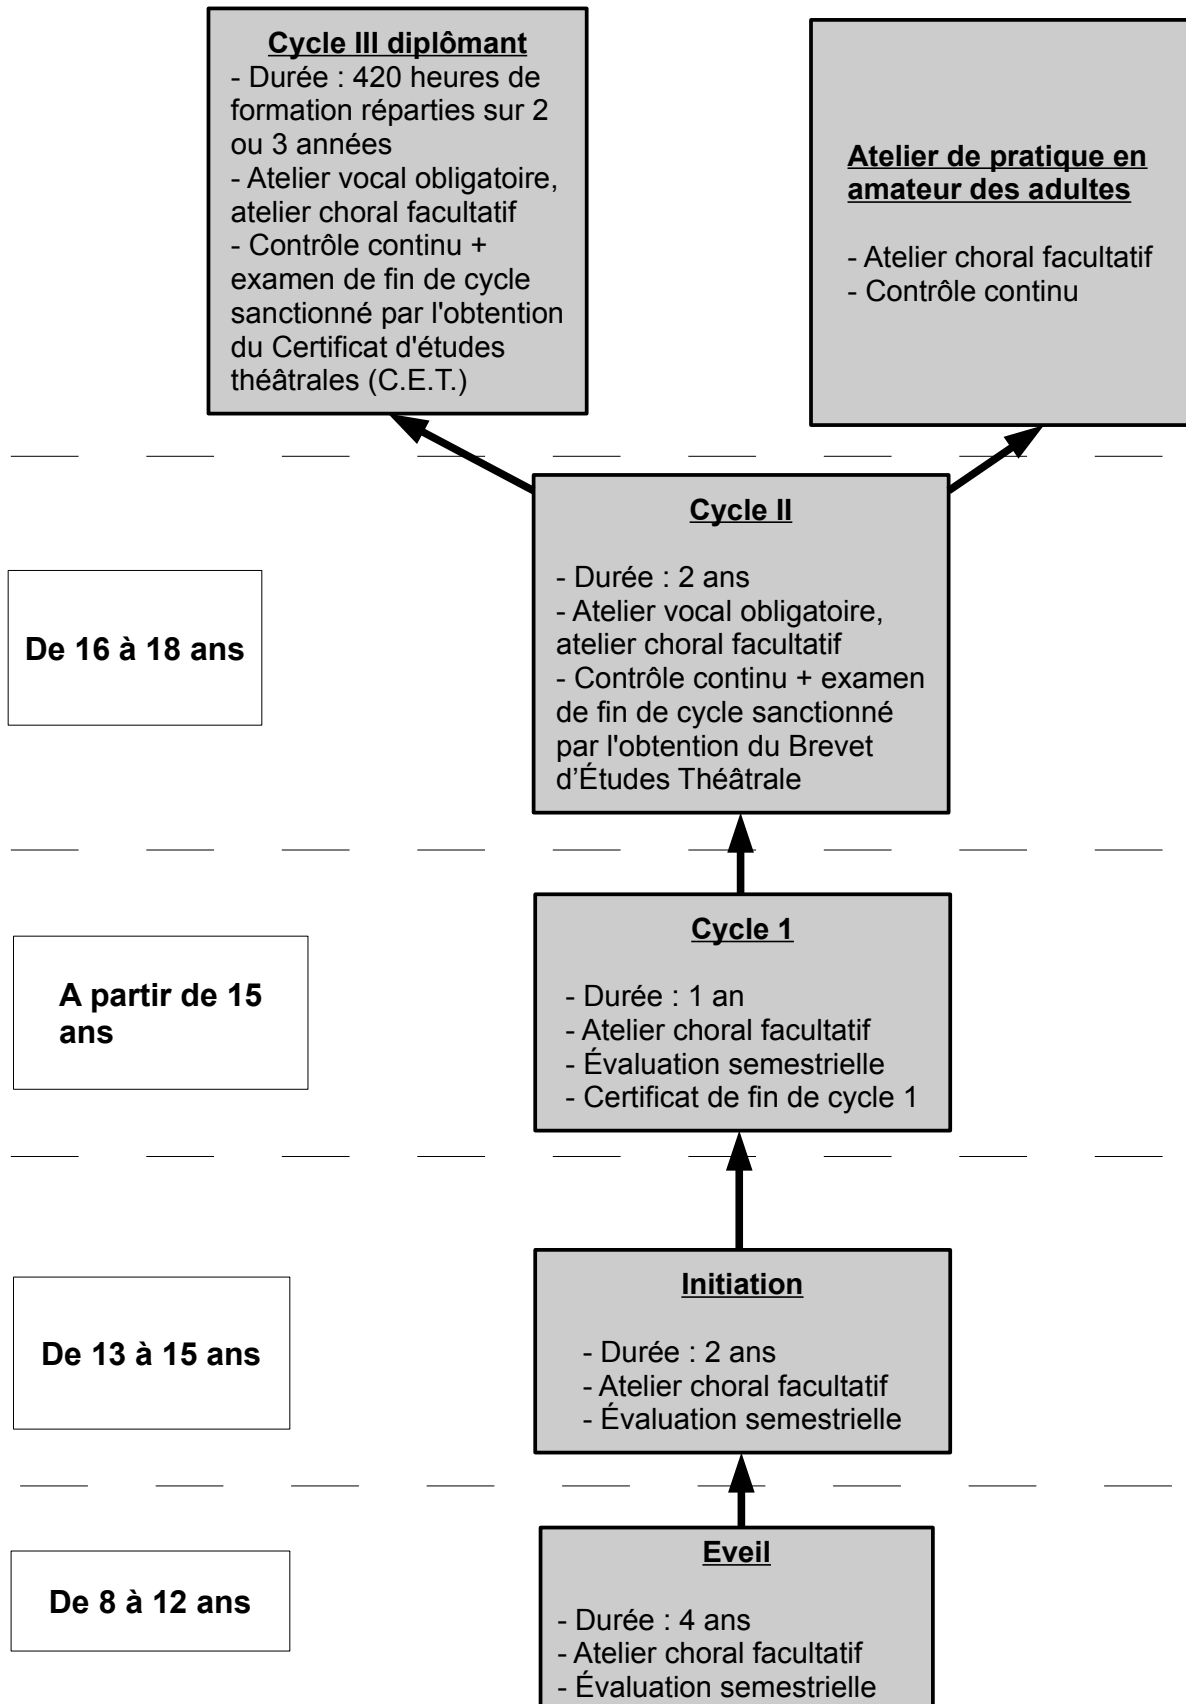 Cycle III diplômant
- Durée : 420 heures de
formation réparties sur 2
ou 3 années
- Atelier vocal obligatoire,
atelier choral facultatif
- Contrôle continu +
examen de fin de cycle
sanctionné par l'obtention
du Certificat d'études
théâtrales (C.E.T.)
Atelier de pratique en
amateur des adultes
- Atelier choral facultatif
- Contrôle continu
De 16 à 18 ans
Cycle II
- Durée : 2 ans
- Atelier vocal obligatoire,
atelier choral facultatif
- Contrôle continu + examen
de fin de cycle sanctionné
par l'obtention du Brevet
d’Études Théâtrale
A partir de 15
ans
Cycle 1
- Durée : 1 an
- Atelier choral facultatif
- Évaluation semestrielle
- Certificat de fin de cycle 1
De 13 à 15 ans
Initiation
- Durée : 2 ans
- Atelier choral facultatif
- Évaluation semestrielle
De 8 à 12 ans
Eveil
- Durée : 4 ans
- Atelier choral facultatif
- Évaluation semestrielle